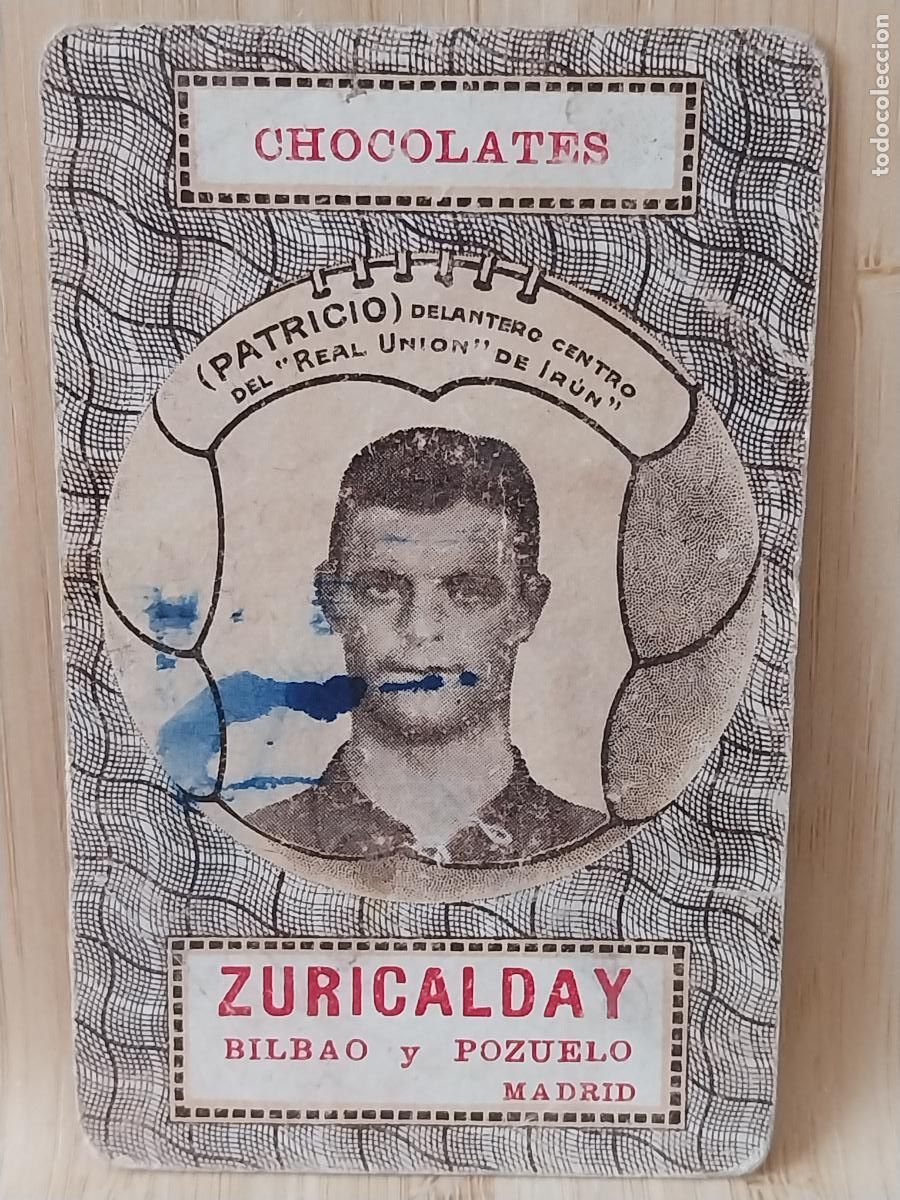 CHOCOLATES
(PATRICIO) DELANTERO CENTRO
DEL "REAL UNION" DE IRÚN"
ZURICALDAY
BILBAO y POZUELO
MADRID
todocoleccion